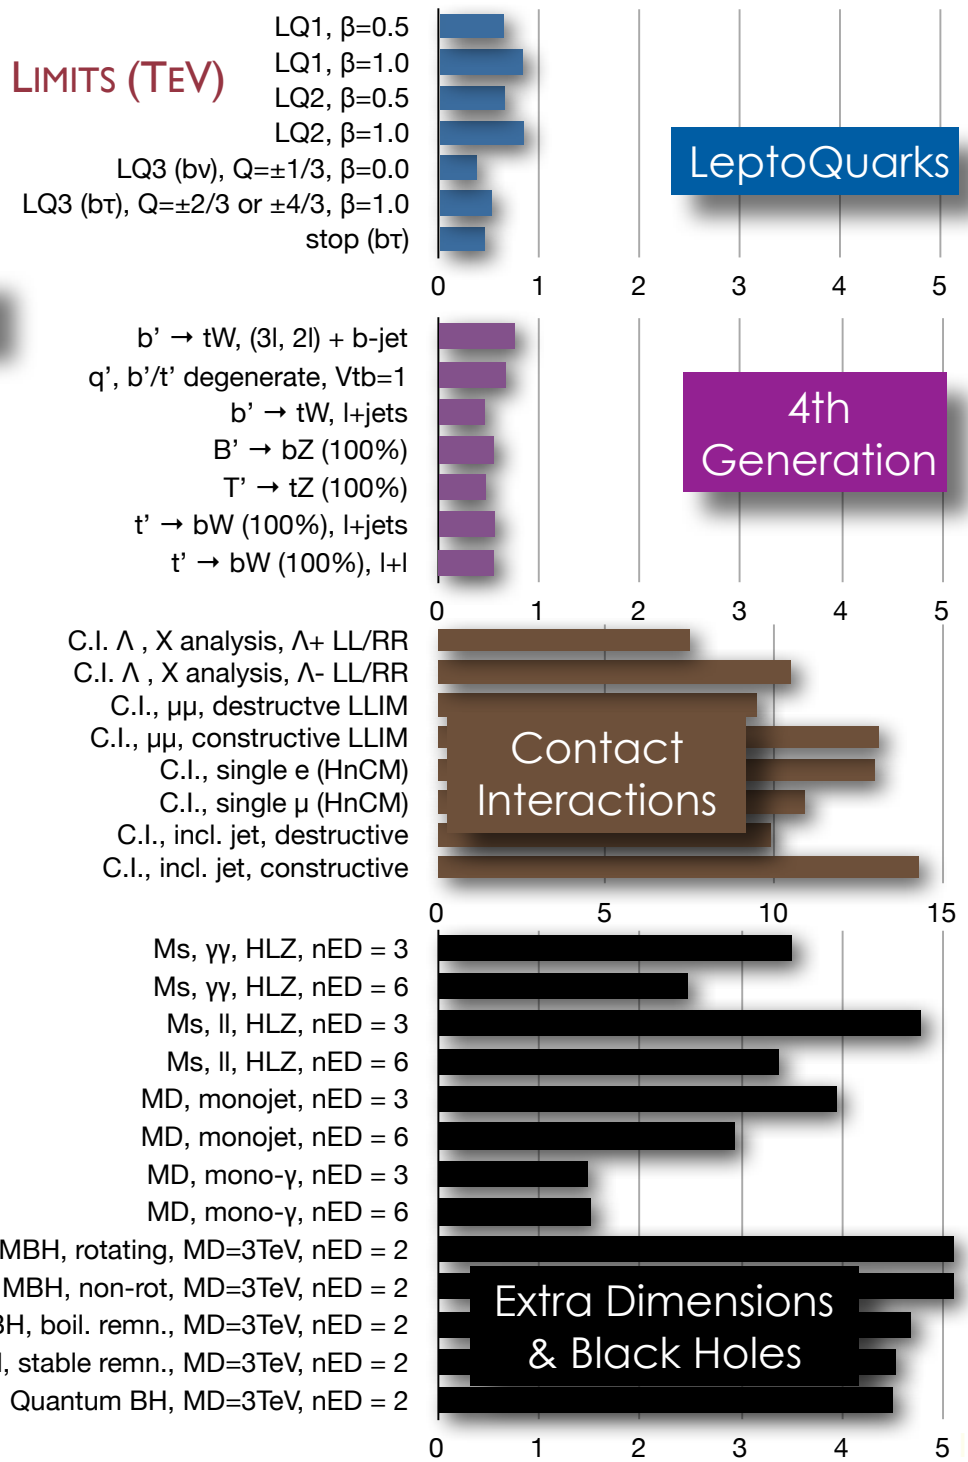 LIMITS (TEV)
LQ1, β=0.5
LQ1, β=1.0
LQ2, β=0.5
LQ2, β=1.0
LQ3 (bν), Q=±1/3, β=0.0
LQ3 (bτ), Q=±2/3 or ±4/3, β=1.0
stop (bτ)
LeptoQuarks
0 1 2 3 4 5
b’ → tW, (3l, 2l) + b-jet
q’, b’/t’ degenerate, Vtb=1
b’ → tW, l+jets
B’ → bZ (100%)
T’ → tZ (100%)
t’ → bW (100%), l+jets
t’ → bW (100%), l+l
4th
Generation
0 1 2 3 4 5
C.I. Λ , X analysis, Λ+ LL/RR
C.I. Λ , X analysis, Λ- LL/RR
C.I., μμ, destructve LLIM
C.I., μμ, constructive LLIM
C.I., single e (HnCM)
C.I., single μ (HnCM)
C.I., incl. jet, destructive
C.I., incl. jet, constructive
Contact
Interactions
0 5 10 15
Ms, γγ, HLZ, nED = 3
Ms, γγ, HLZ, nED = 6
Ms, ll, HLZ, nED = 3
Ms, ll, HLZ, nED = 6
MD, monojet, nED = 3
MD, monojet, nED = 6
MD, mono-γ, nED = 3
MD, mono-γ, nED = 6
MBH, rotating, MD=3TeV, nED = 2
MBH, non-rot, MD=3TeV, nED = 2
BH, boil. remn., MD=3TeV, nED = 2
stable remn., MD=3TeV, nED = 2
Quantum BH, MD=3TeV, nED = 2
Extra Dimensions
& Black Holes
0 1 2 3 4 5